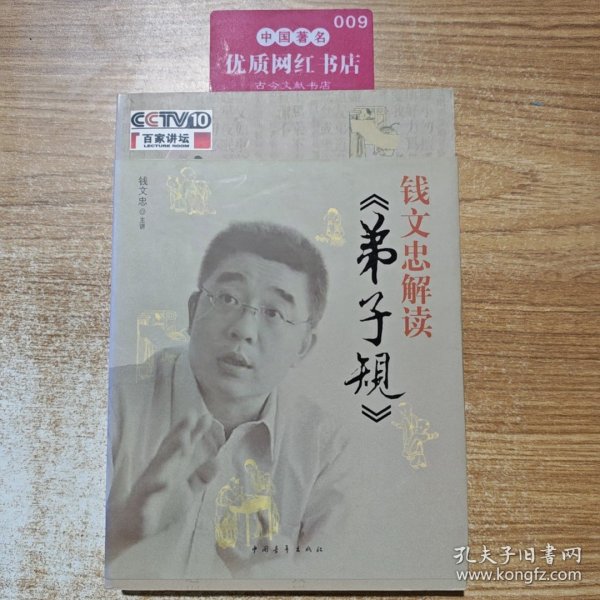 009
中国著名
优质网红书店
古今文献书店
CCTV10
百家讲坛
LECTURE ROOM
钱文忠◎主讲
钱文忠解读
《弟子规》
中国青年出版社
孔夫子旧书网
www.kongfz.com